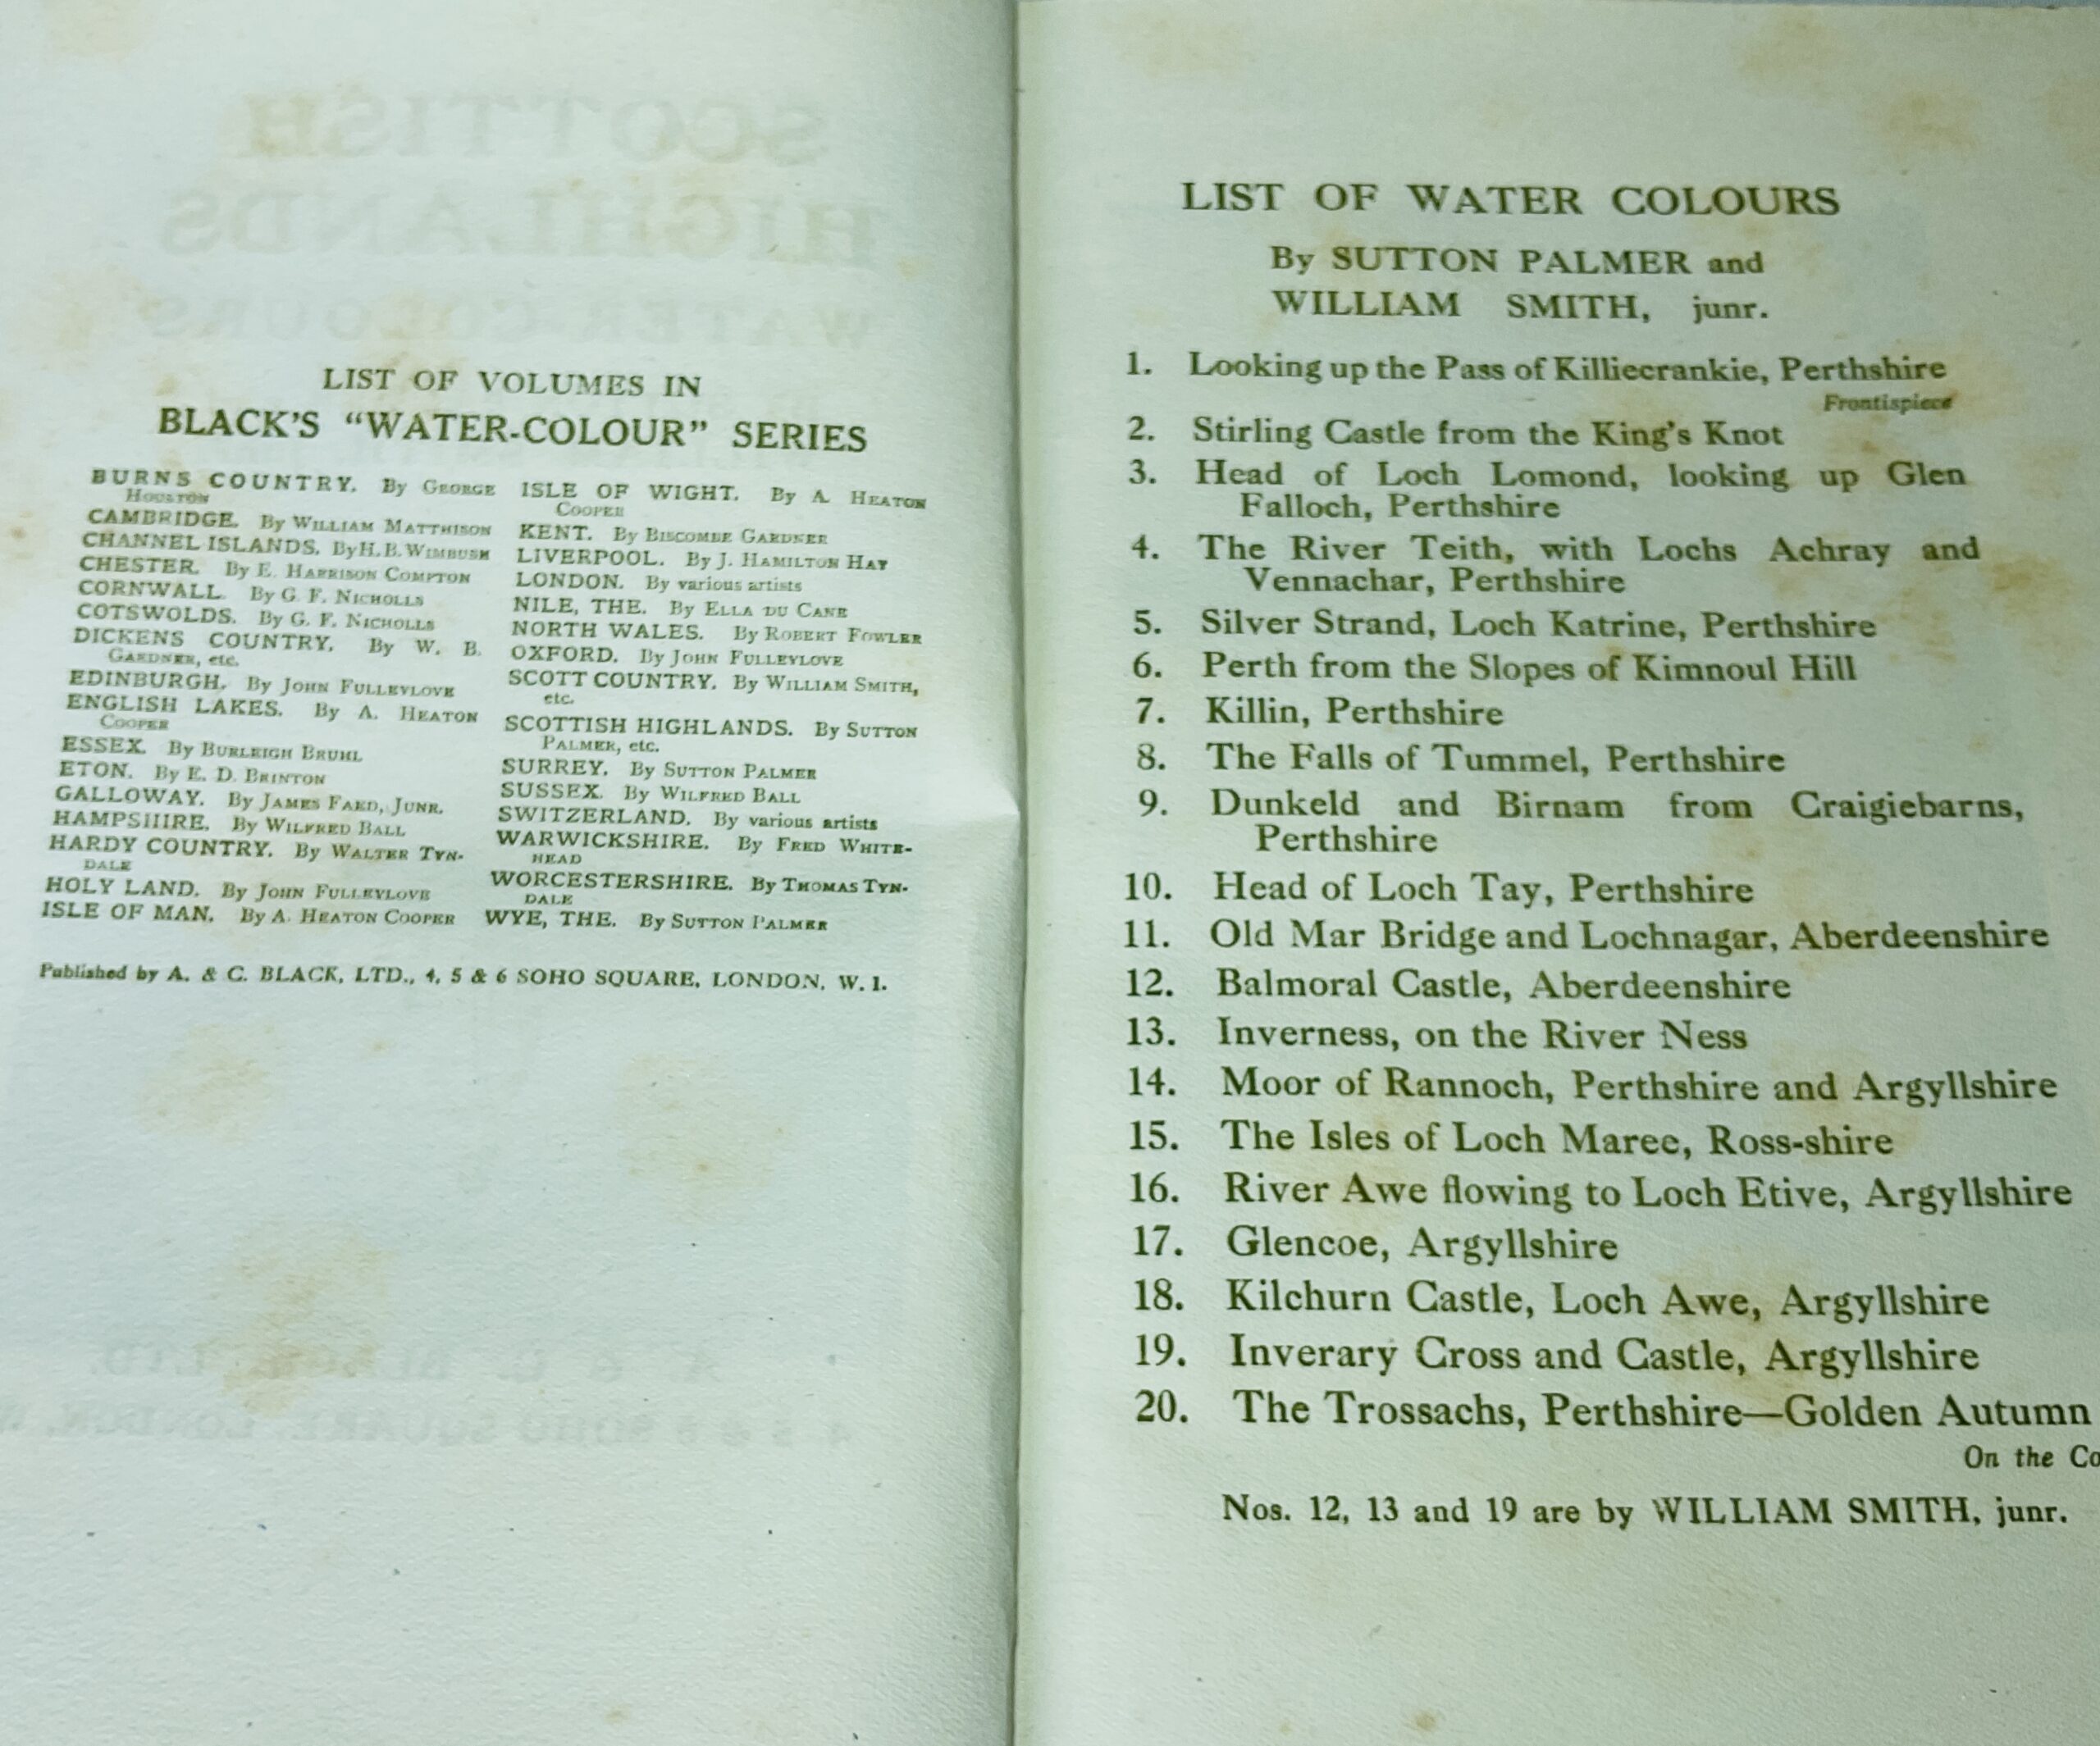 LIST OF VOLUMES IN
BLACK'S "WATER-COLOUR" SERIES
BURNS COUNTRY. By GEORGE
HOUSTON
CAMBRIDGE. By WILLIAM MATTHISON
CHANNEL ISLANDS. By H. B. WIMBUSH
CHESTER. By E. HARRISON COMPTON
CORNWALL. By G. F. NICHOLLS
COTSWOLDS. By G. F. NICHOLLS
DICKENS COUNTRY. By W. B.
GARDNER, etc.
EDINBURGH. By JOHN FULLEYLOVE
ENGLISH LAKES. By A. HEATON
COOPER
ESSEX. By BURLEIGH BRUHL
ETON. By E. D. BRINTON
GALLOWAY. By JAMES FAED, JUNR.
HAMPSHIRE. By WILFRED BALL
HARDY COUNTRY. By WALTER TYN-
DALE
HOLY LAND. By JOHN FULLEYLOVE
ISLE OF MAN. By A. HEATON COOPER
ISLE OF WIGHT. By A. HEATON
COOPER
KENT. By BISCOMBE GARDNER
LIVERPOOL. By J. HAMILTON HAY
LONDON. By various artists
NILE, THE. By ELLA DU CANE
NORTH WALES. By ROBERT FOWLER
OXFORD. By JOHN FULLEYLOVE
SCOTT COUNTRY. By WILLIAM SMITH,
etc.
SCOTTISH HIGHLANDS. By SUTTON
PALMER, etc.
SURREY. By SUTTON PALMER
SUSSEX. By WILFRED BALL
SWITZERLAND. By various artists
WARWICKSHIRE. By FRED WHITE-
HEAD
WORCESTERSHIRE. By THOMAS TYN-
DALE
WYE, THE. By SUTTON PALMER
Published by A. & C. BLACK, LTD., 4, 5 & 6 SOHO SQUARE, LONDON, W. 1.
LIST OF WATER COLOURS
By SUTTON PALMER and
WILLIAM SMITH, junr.
1. Looking up the Pass of Killiecrankie, Perthshire
Frontispiece
2. Stirling Castle from the King's Knot
3. Head of Loch Lomond, looking up Glen
Falloch, Perthshire
4. The River Teith, with Lochs Achray and
Vennachar, Perthshire
5. Silver Strand, Loch Katrine, Perthshire
6. Perth from the Slopes of Kimnoul Hill
7. Killin, Perthshire
8. The Falls of Tummel, Perthshire
9. Dunkeld and Birnam from Craigiebarns,
Perthshire
10. Head of Loch Tay, Perthshire
11. Old Mar Bridge and Lochnagar, Aberdeenshire
12. Balmoral Castle, Aberdeenshire
13. Inverness, on the River Ness
14. Moor of Rannoch, Perthshire and Argyllshire
15. The Isles of Loch Maree, Ross-shire
16. River Awe flowing to Loch Etive, Argyllshire
17. Glencoe, Argyllshire
18. Kilchurn Castle, Loch Awe, Argyllshire
19. Inverary Cross and Castle, Argyllshire
20. The Trossachs, Perthshire—Golden Autumn
On the Co
Nos. 12, 13 and 19 are by WILLIAM SMITH, junr.